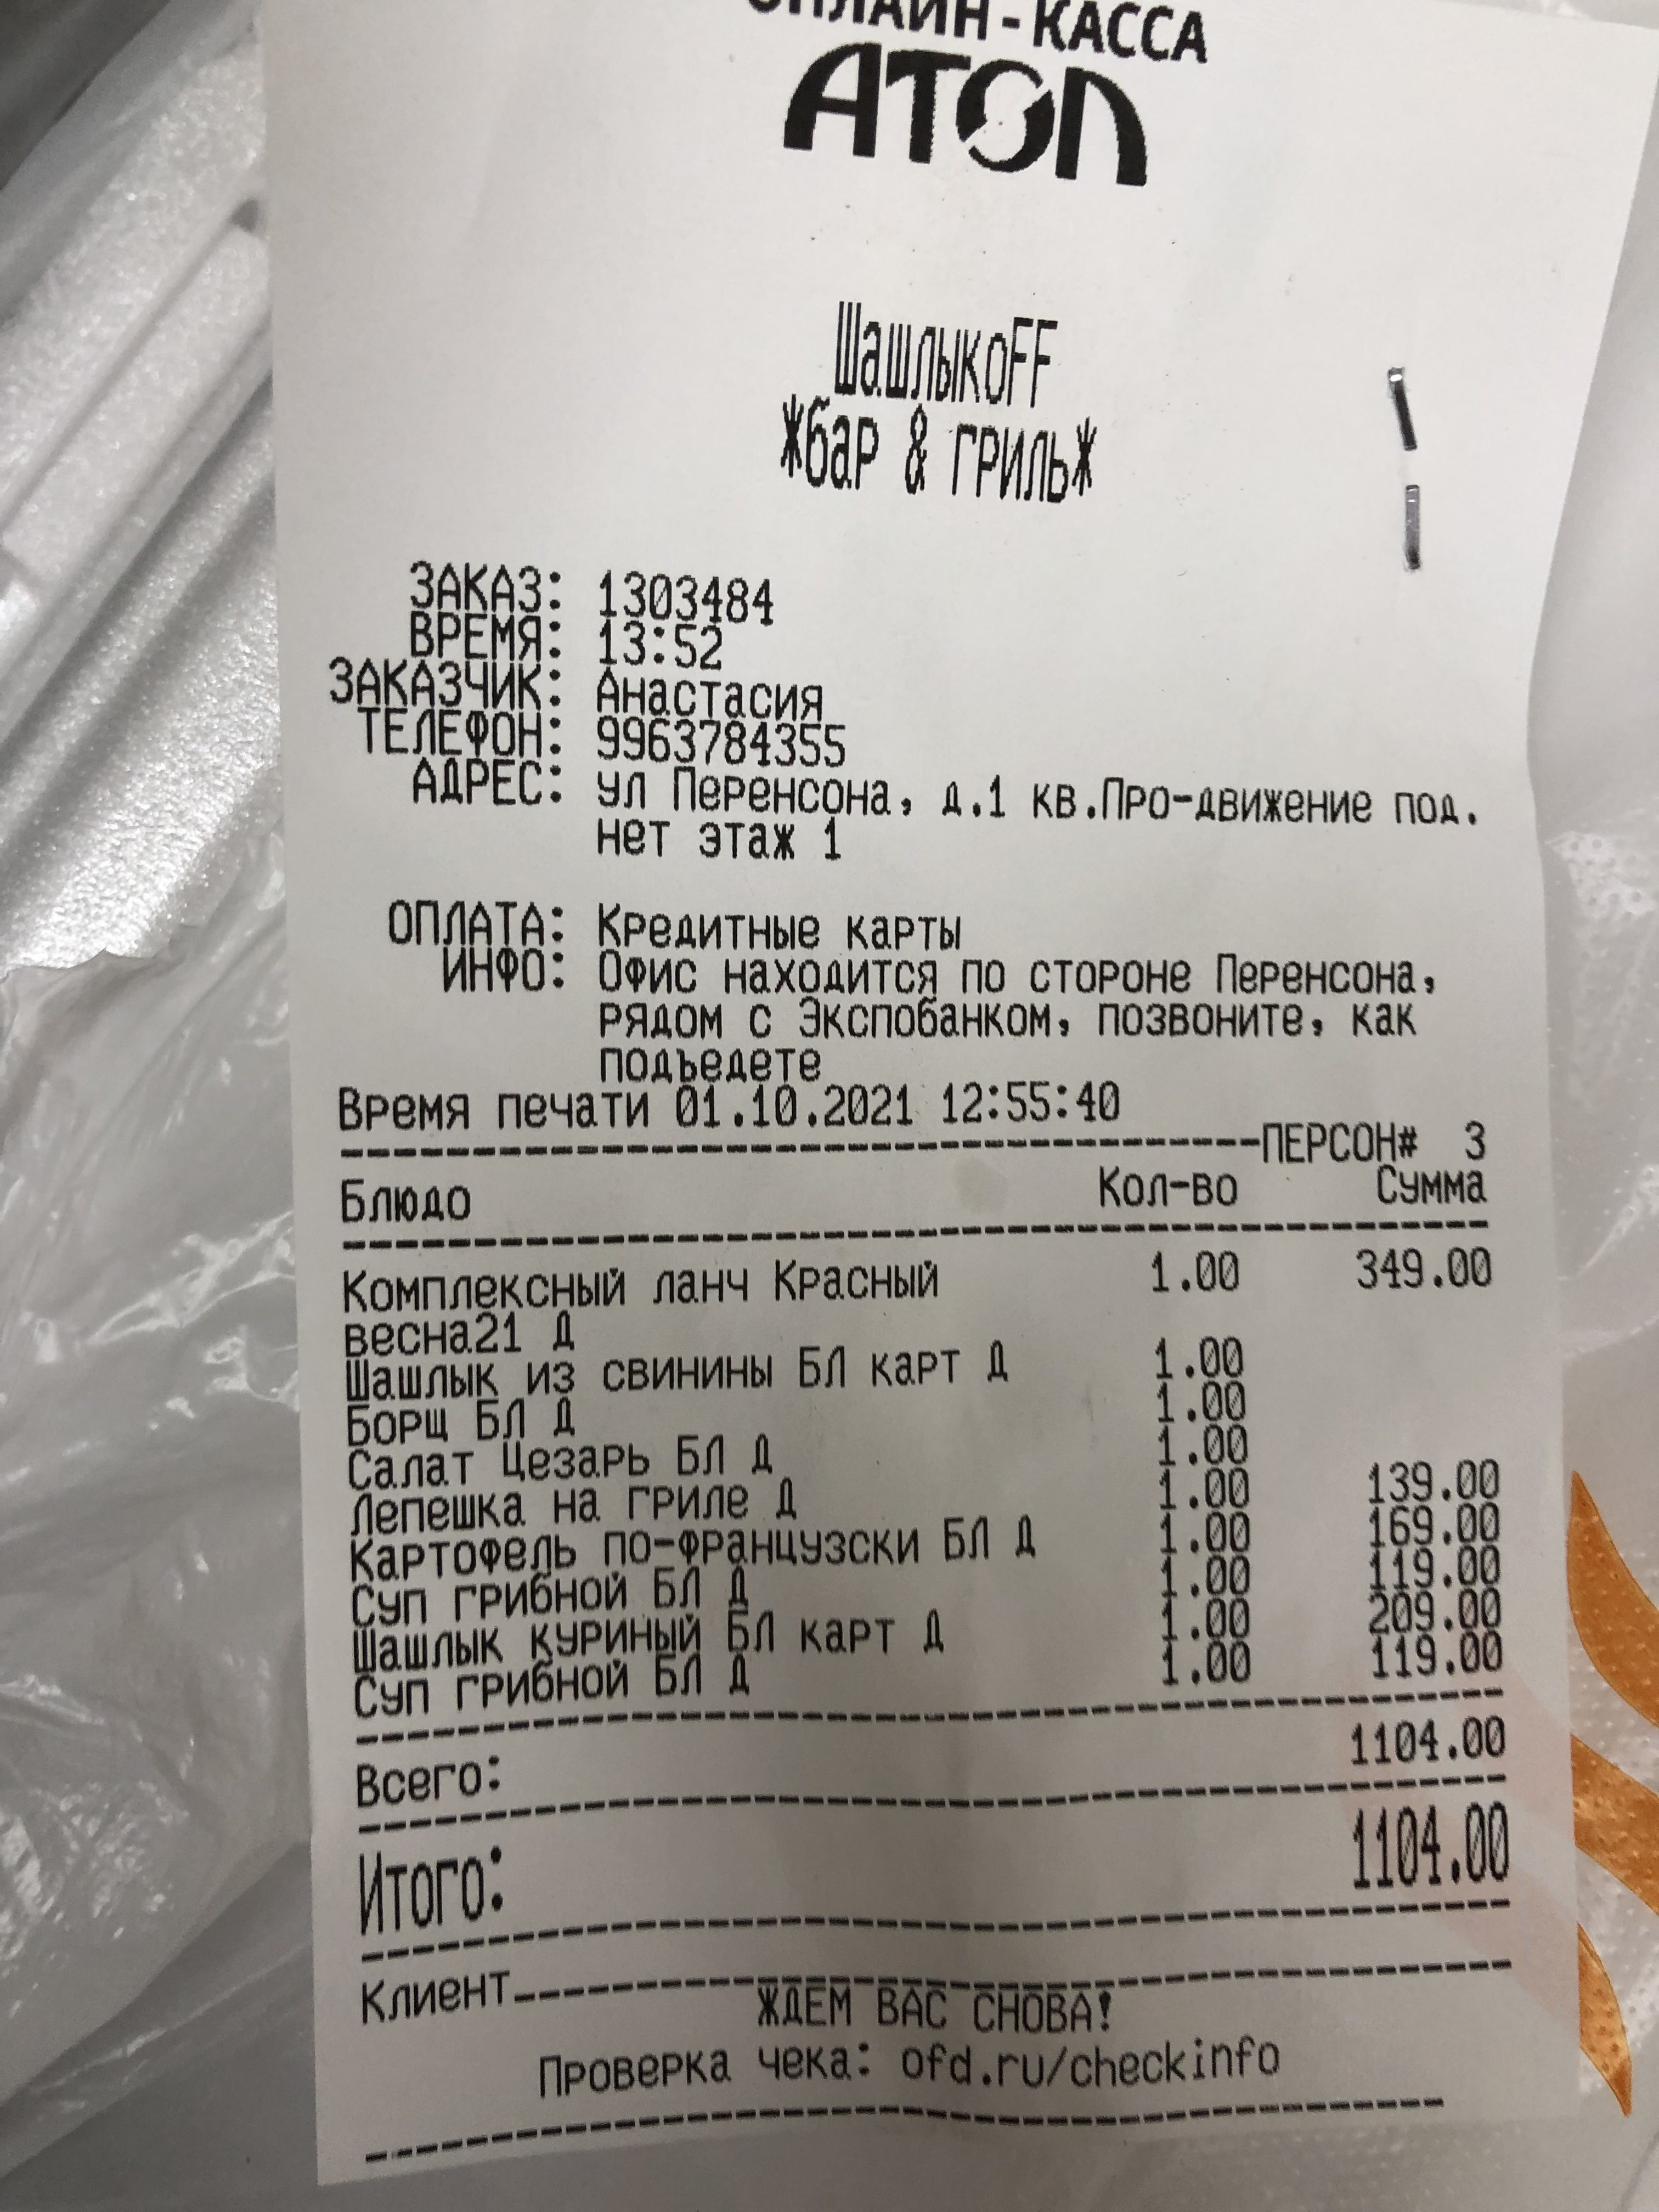 ОНЛАЙН-КАССА
АТОЛ
ШашлыкоFF
*бар & гриль*
ЗАКАЗ: 1303484
ВРЕМЯ: 13:52
ЗАКАЗЧИК: Анастасия
ТЕЛЕФОН: 9963784355
АДРЕС: ул Перенсона, д.1 кв.Про-движение под.
нет этаж 1
ОПЛАТА: Кредитные карты
ИНФО: Офис находится по стороне Перенсона,
рядом с Экспобанком, позвоните, как
подъедете
Время печати 01.10.2021 12:55:40
ПЕРСОН# 3
Блюдо Кол-во Сумма
Комплексный ланч Красный 1.00 349.00
весна21 Д
Шашлык из свинины БЛ карт Д 1.00
Борщ БЛ Д 1.00
Салат Цезарь БЛ Д 1.00
Лепешка на гриле Д 1.00 139.00
Картофель по-французски БЛ Д 1.00 169.00
Суп грибной БЛ Д 1.00 119.00
Шашлык куриный БЛ карт Д 1.00 209.00
Суп грибной БЛ Д 1.00 119.00
Всего: 1104.00
Итого: 1104.00
Клиент
ЖДЕМ ВАС СНОВА!
Проверка чека: ofd.ru/checkinfo